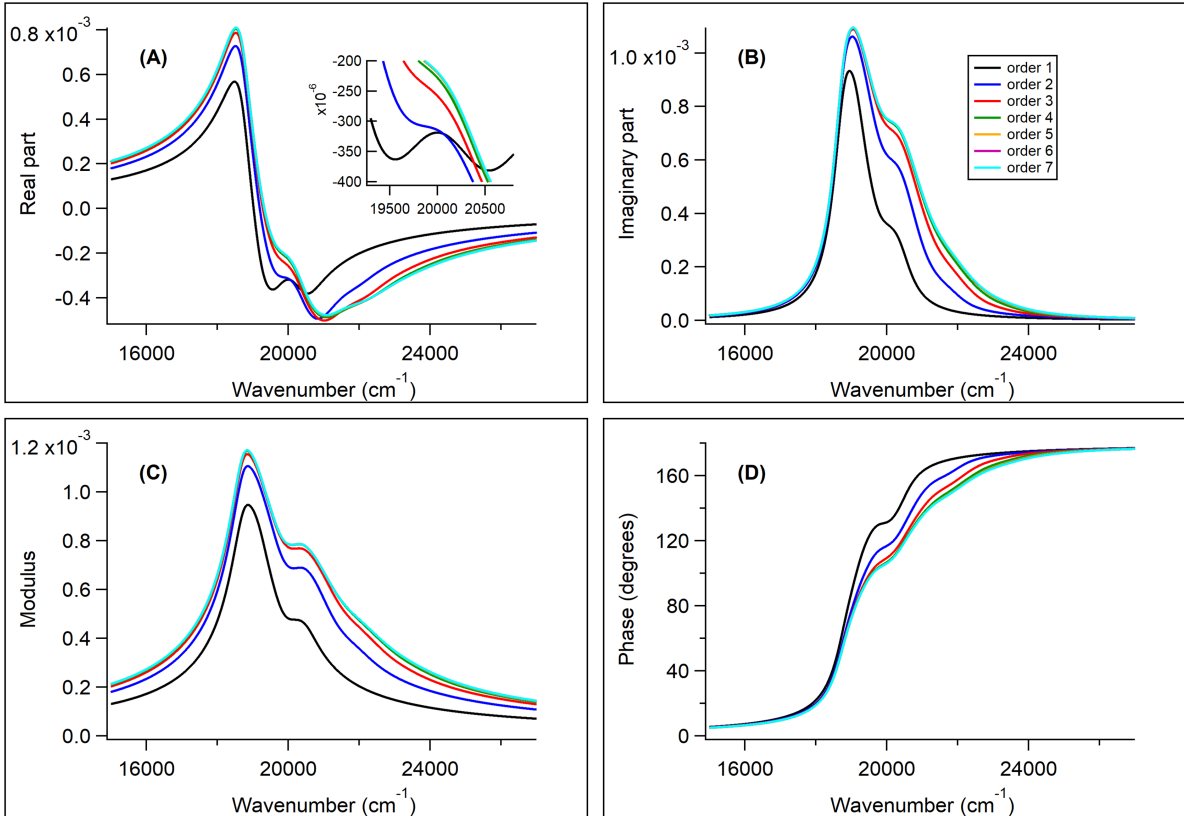 0.8 x10⁻³
0.6
0.4
0.2
0.0
-0.2
-0.4
Real part
16000
20000
24000
Wavenumber (cm⁻¹)
(A)
x10⁻⁶
-200
-250
-300
-350
-400
19500
20000
20500
1.0 x10⁻³
0.8
0.6
0.4
0.2
0.0
Imaginary part
16000
20000
24000
Wavenumber (cm⁻¹)
(B)
order 1
order 2
order 3
order 4
order 5
order 6
order 7
1.2 x10⁻³
1.0
0.8
0.6
0.4
0.2
0.0
Modulus
16000
20000
24000
Wavenumber (cm⁻¹)
(C)
160
120
80
40
0
Phase (degrees)
16000
20000
24000
Wavenumber (cm⁻¹)
(D)